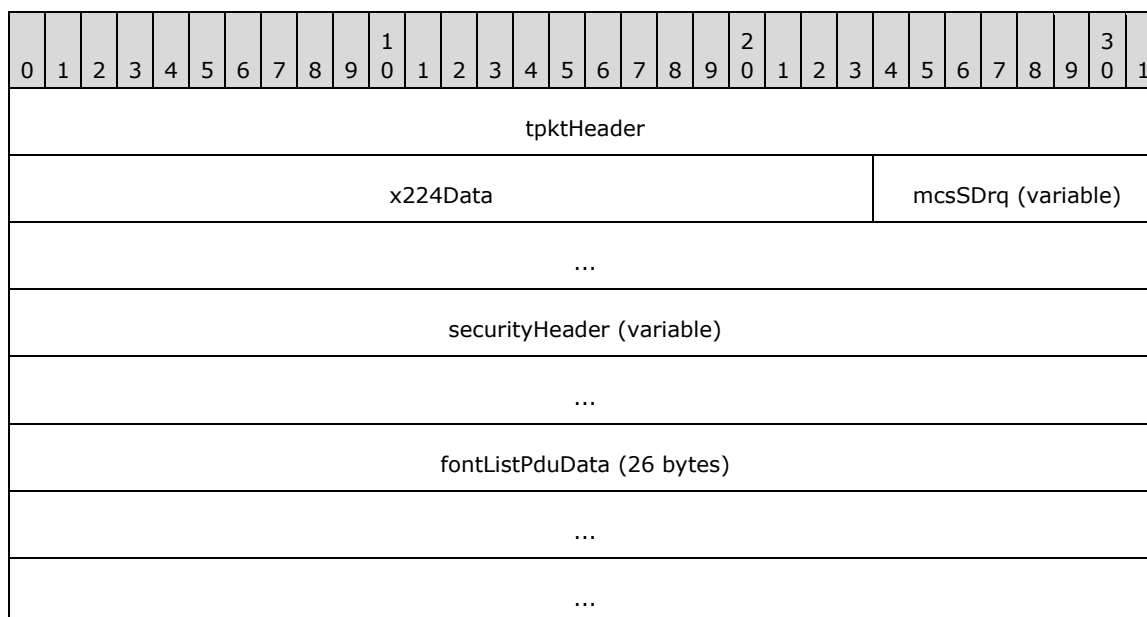 1 2 3
0 1 2 3 4 5 6 7 8 9 0 1 2 3 4 5 6 7 8 9 0 1 2 3 4 5 6 7 8 9 0 1
tpktHeader
x224Data mcsSDrq (variable)
...
securityHeader (variable)
...
fontListPduData (26 bytes)
...
...